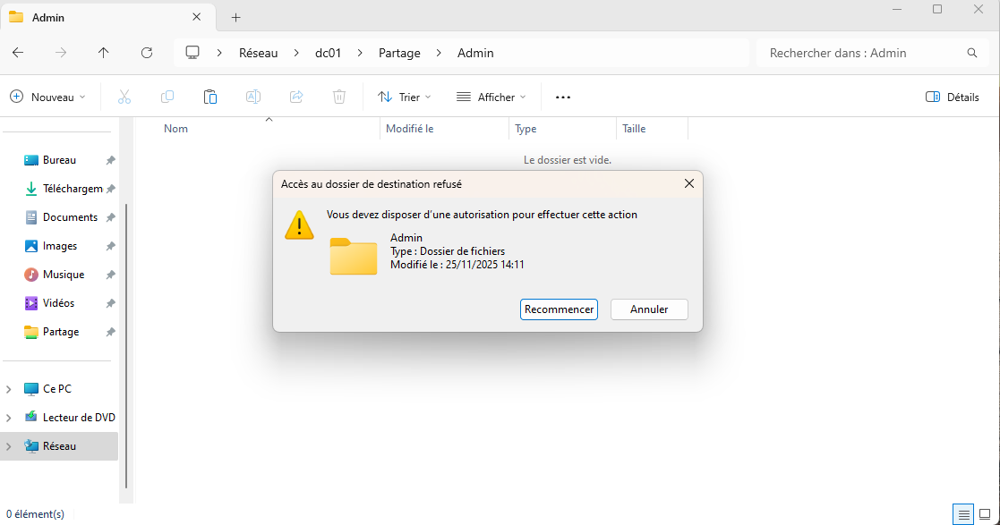 Admin
Réseau
dc01
Partage
Admin
Rechercher dans : Admin
Nouveau
Trier
Afficher
Détails
Nom
Modifié le
Type
Taille
Le dossier est vide.
Bureau
Téléchargem
Documents
Images
Musique
Vidéos
Partage
Ce PC
Lecteur de DVD
Réseau
Accès au dossier de destination refusé
Vous devez disposer d'une autorisation pour effectuer cette action
Admin
Type : Dossier de fichiers
Modifié le : 25/11/2025 14:11
Recommencer
Annuler
0 élément(s)